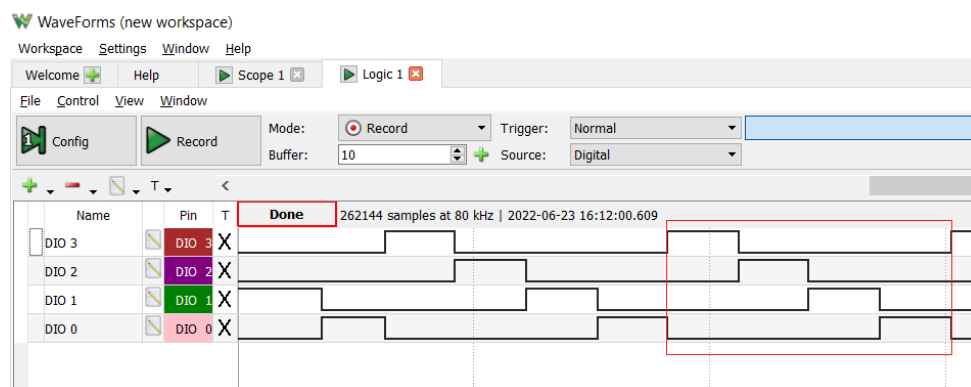 WaveForms (new workspace)
Workspace Settings Window Help
Welcome Help Scope 1 Logic 1
File Control View Window
Config Record Mode: Record Trigger: Normal
Buffer: 10 Source: Digital
T <
Name Pin T Done 262144 samples at 80 kHz | 2022-06-23 16:12:00.609
DIO 3 DIO 3 X
DIO 2 DIO 2 X
DIO 1 DIO 1 X
DIO 0 DIO 0 X